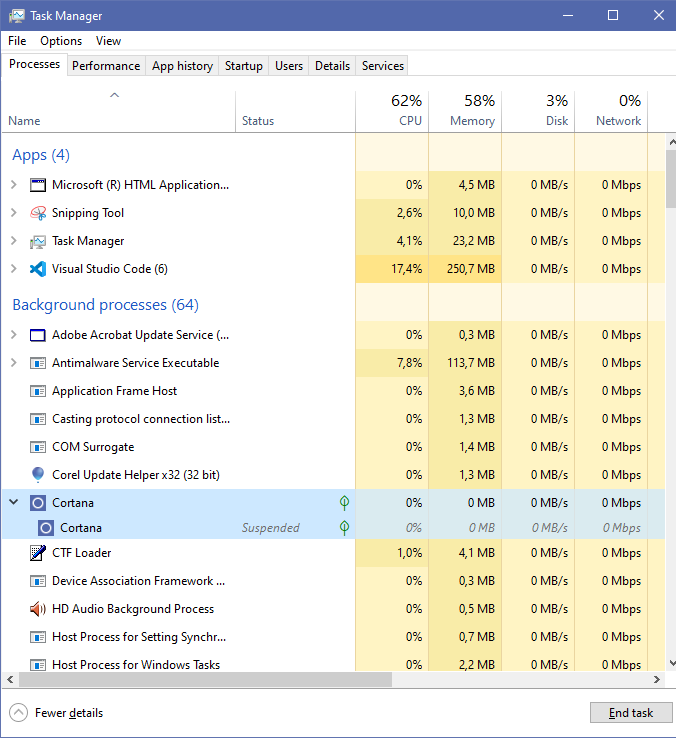 Task Manager
File Options View
Processes Performance App history Startup Users Details Services
62% 58% 3% 0%
Name Status CPU Memory Disk Network
Apps (4)
Microsoft (R) HTML Application... 0% 4,5 MB 0 MB/s 0 Mbps
Snipping Tool 2,6% 10,0 MB 0 MB/s 0 Mbps
Task Manager 4,1% 23,2 MB 0 MB/s 0 Mbps
Visual Studio Code (6) 17,4% 250,7 MB 0 MB/s 0 Mbps
Background processes (64)
Adobe Acrobat Update Service (... 0% 0,3 MB 0 MB/s 0 Mbps
Antimalware Service Executable 7,8% 113,7 MB 0 MB/s 0 Mbps
Application Frame Host 0% 3,6 MB 0 MB/s 0 Mbps
Casting protocol connection list... 0% 1,3 MB 0 MB/s 0 Mbps
COM Surrogate 0% 1,4 MB 0 MB/s 0 Mbps
Corel Update Helper x32 (32 bit) 0% 1,3 MB 0 MB/s 0 Mbps
Cortana 0% 0 MB 0 MB/s 0 Mbps
Cortana Suspended 0% 0 MB 0 MB/s 0 Mbps
CTF Loader 1,0% 4,1 MB 0 MB/s 0 Mbps
Device Association Framework ... 0% 0,3 MB 0 MB/s 0 Mbps
HD Audio Background Process 0% 0,5 MB 0 MB/s 0 Mbps
Host Process for Setting Synchr... 0% 0,7 MB 0 MB/s 0 Mbps
Host Process for Windows Tasks 0% 2,2 MB 0 MB/s 0 Mbps
Fewer details End task